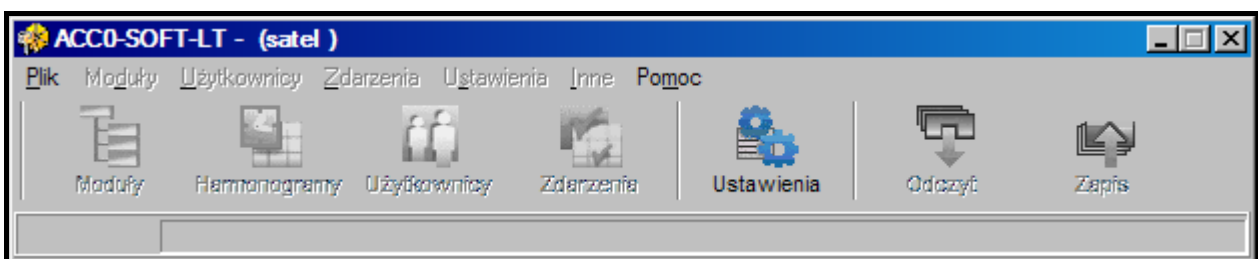 ACCO-SOFT-LT - (satel )
Plik Moduły Użytkownicy Zdarzenia Ustawienia Inne Pomoc
Moduły Harmonogramy Użytkownicy Zdarzenia Ustawienia Odczyt Zapis